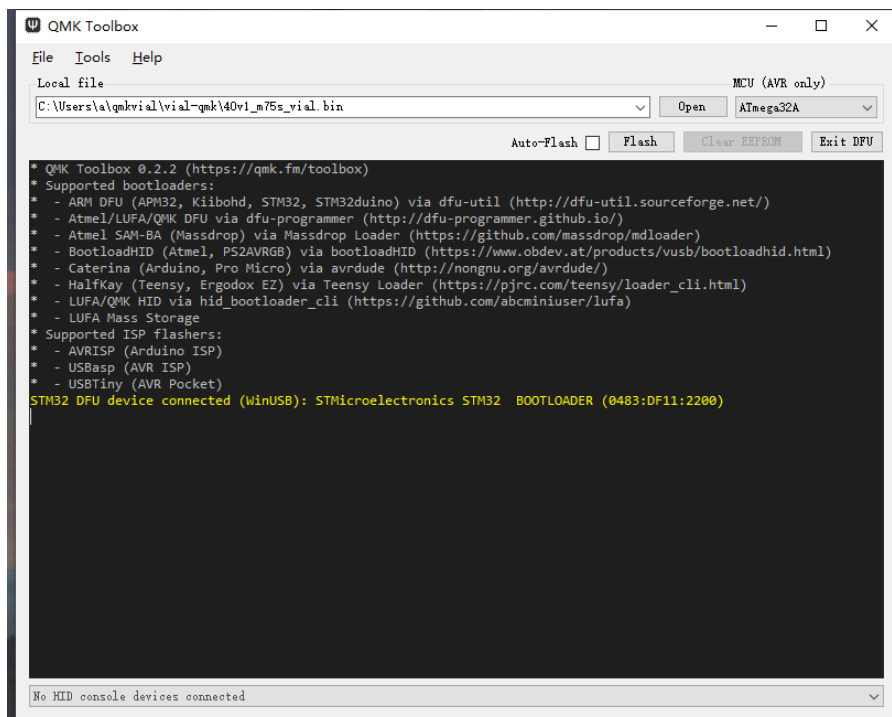 QMK Toolbox
File Tools Help
Local file MCU (AVR only)
C:\Users\a\qmkvial\vial-qmk\40v1_m75s_vial.bin Open ATmega32A
Auto-Flash Flash Clear EEPROM Exit DFU
* QMK Toolbox 0.2.2 (https://qmk.fm/toolbox)
* Supported bootloaders:
*  - ARM DFU (APM32, Kiibohd, STM32, STM32duino) via dfu-util (http://dfu-util.sourceforge.net/)
*  - Atmel/LUFA/QMK DFU via dfu-programmer (http://dfu-programmer.github.io/)
*  - Atmel SAM-BA (Massdrop) via Massdrop Loader (https://github.com/massdrop/mdloader)
*  - BootloadHID (Atmel, PS2AVRGB) via bootloadHID (https://www.obdev.at/products/vusb/bootloadhid.html)
*  - Caterina (Arduino, Pro Micro) via avrdude (http://nongnu.org/avrdude/)
*  - HalfKay (Teensy, Ergodox EZ) via Teensy Loader (https://pjrc.com/teensy/loader_cli.html)
*  - LUFA/QMK HID via hid_bootloader_cli (https://github.com/abcminiuser/lufa)
*  - LUFA Mass Storage
* Supported ISP flashers:
*  - AVRISP (Arduino ISP)
*  - USBasp (AVR ISP)
*  - USBTiny (AVR Pocket)
STM32 DFU device connected (WinUSB): STMicroelectronics STM32  BOOTLOADER (0483:DF11:2200)
No HID console devices connected